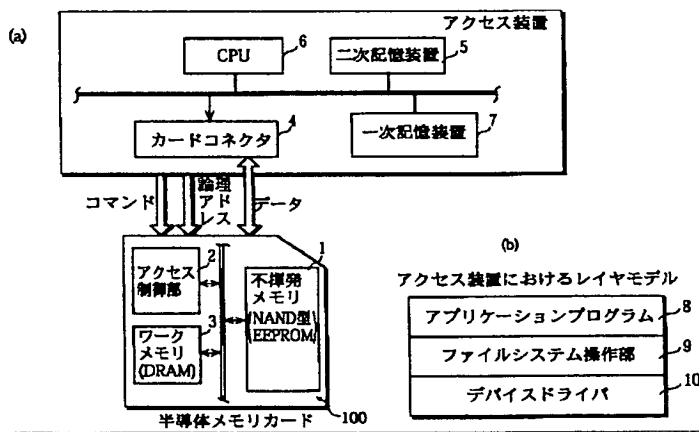 (a)
アクセス装置
6
CPU
5
二次記憶装置
4
カードコネクタ
7
一次記憶装置
コマンド
論理
アドレス
データ
2
アクセス
制御部
1
不揮発
メモリ
(NAND型)
(EEPROM)
3
ワーク
メモリ
(DRAM)
100
半導体メモリカード
(b)
アクセス装置におけるレイヤモデル
アプリケーションプログラム
8
ファイルシステム操作部
9
デバイスドライバ
10